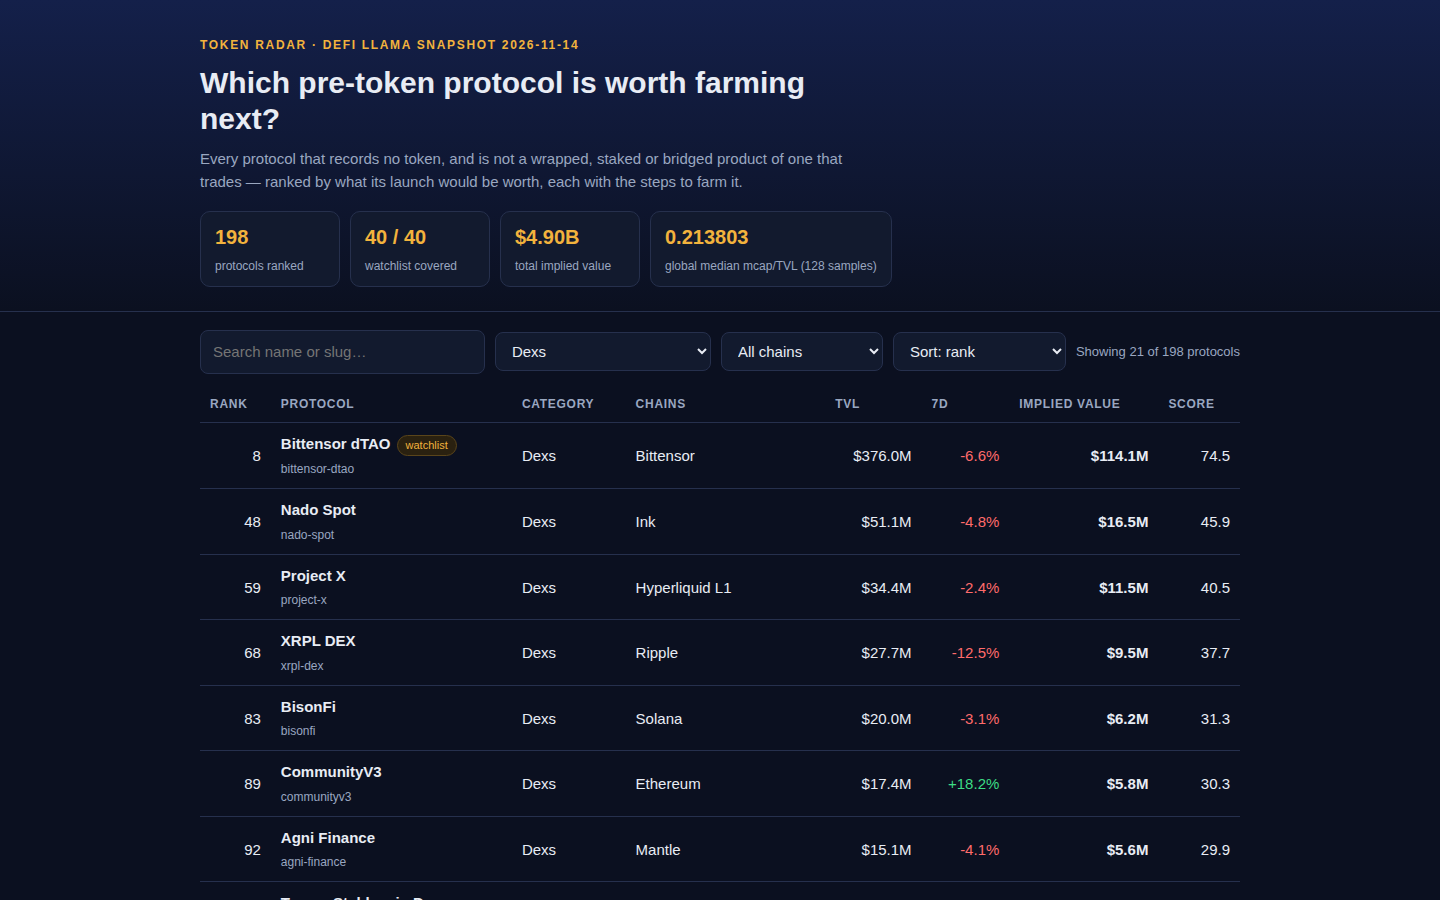 TOKEN RADAR · DEFI LLAMA SNAPSHOT 2026-11-14
Which pre-token protocol is worth farming
next?
Every protocol that records no token, and is not a wrapped, staked or bridged product of one that
trades — ranked by what its launch would be worth, each with the steps to farm it.
198
protocols ranked
40 / 40
watchlist covered
$4.90B
total implied value
0.213803
global median mcap/TVL (128 samples)
Search name or slug… Dexs All chains Sort: rank Showing 21 of 198 protocols
RANK PROTOCOL CATEGORY CHAINS TVL 7D IMPLIED VALUE SCORE
8 Bittensor dTAO watchlist Dexs Bittensor $376.0M -6.6% $114.1M 74.5
bittensor-dtao
48 Nado Spot Dexs Ink $51.1M -4.8% $16.5M 45.9
nado-spot
59 Project X Dexs Hyperliquid L1 $34.4M -2.4% $11.5M 40.5
project-x
68 XRPL DEX Dexs Ripple $27.7M -12.5% $9.5M 37.7
xrpl-dex
83 BisonFi Dexs Solana $20.0M -3.1% $6.2M 31.3
bisonfi
89 CommunityV3 Dexs Ethereum $17.4M +18.2% $5.8M 30.3
communityv3
92 Agni Finance Dexs Mantle $15.1M -4.1% $5.6M 29.9
agni-finance